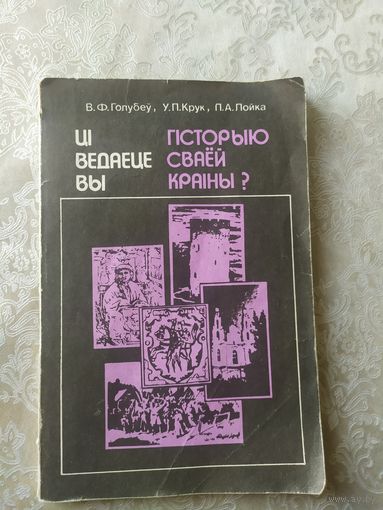 В.Ф.Голубеў, У.П.Крук, П.А.Лойка
ЦІ ГІСТОРЫЮ
ВЕДАЕЦЕ СВАЁЙ
ВЫ КРАІНЫ?